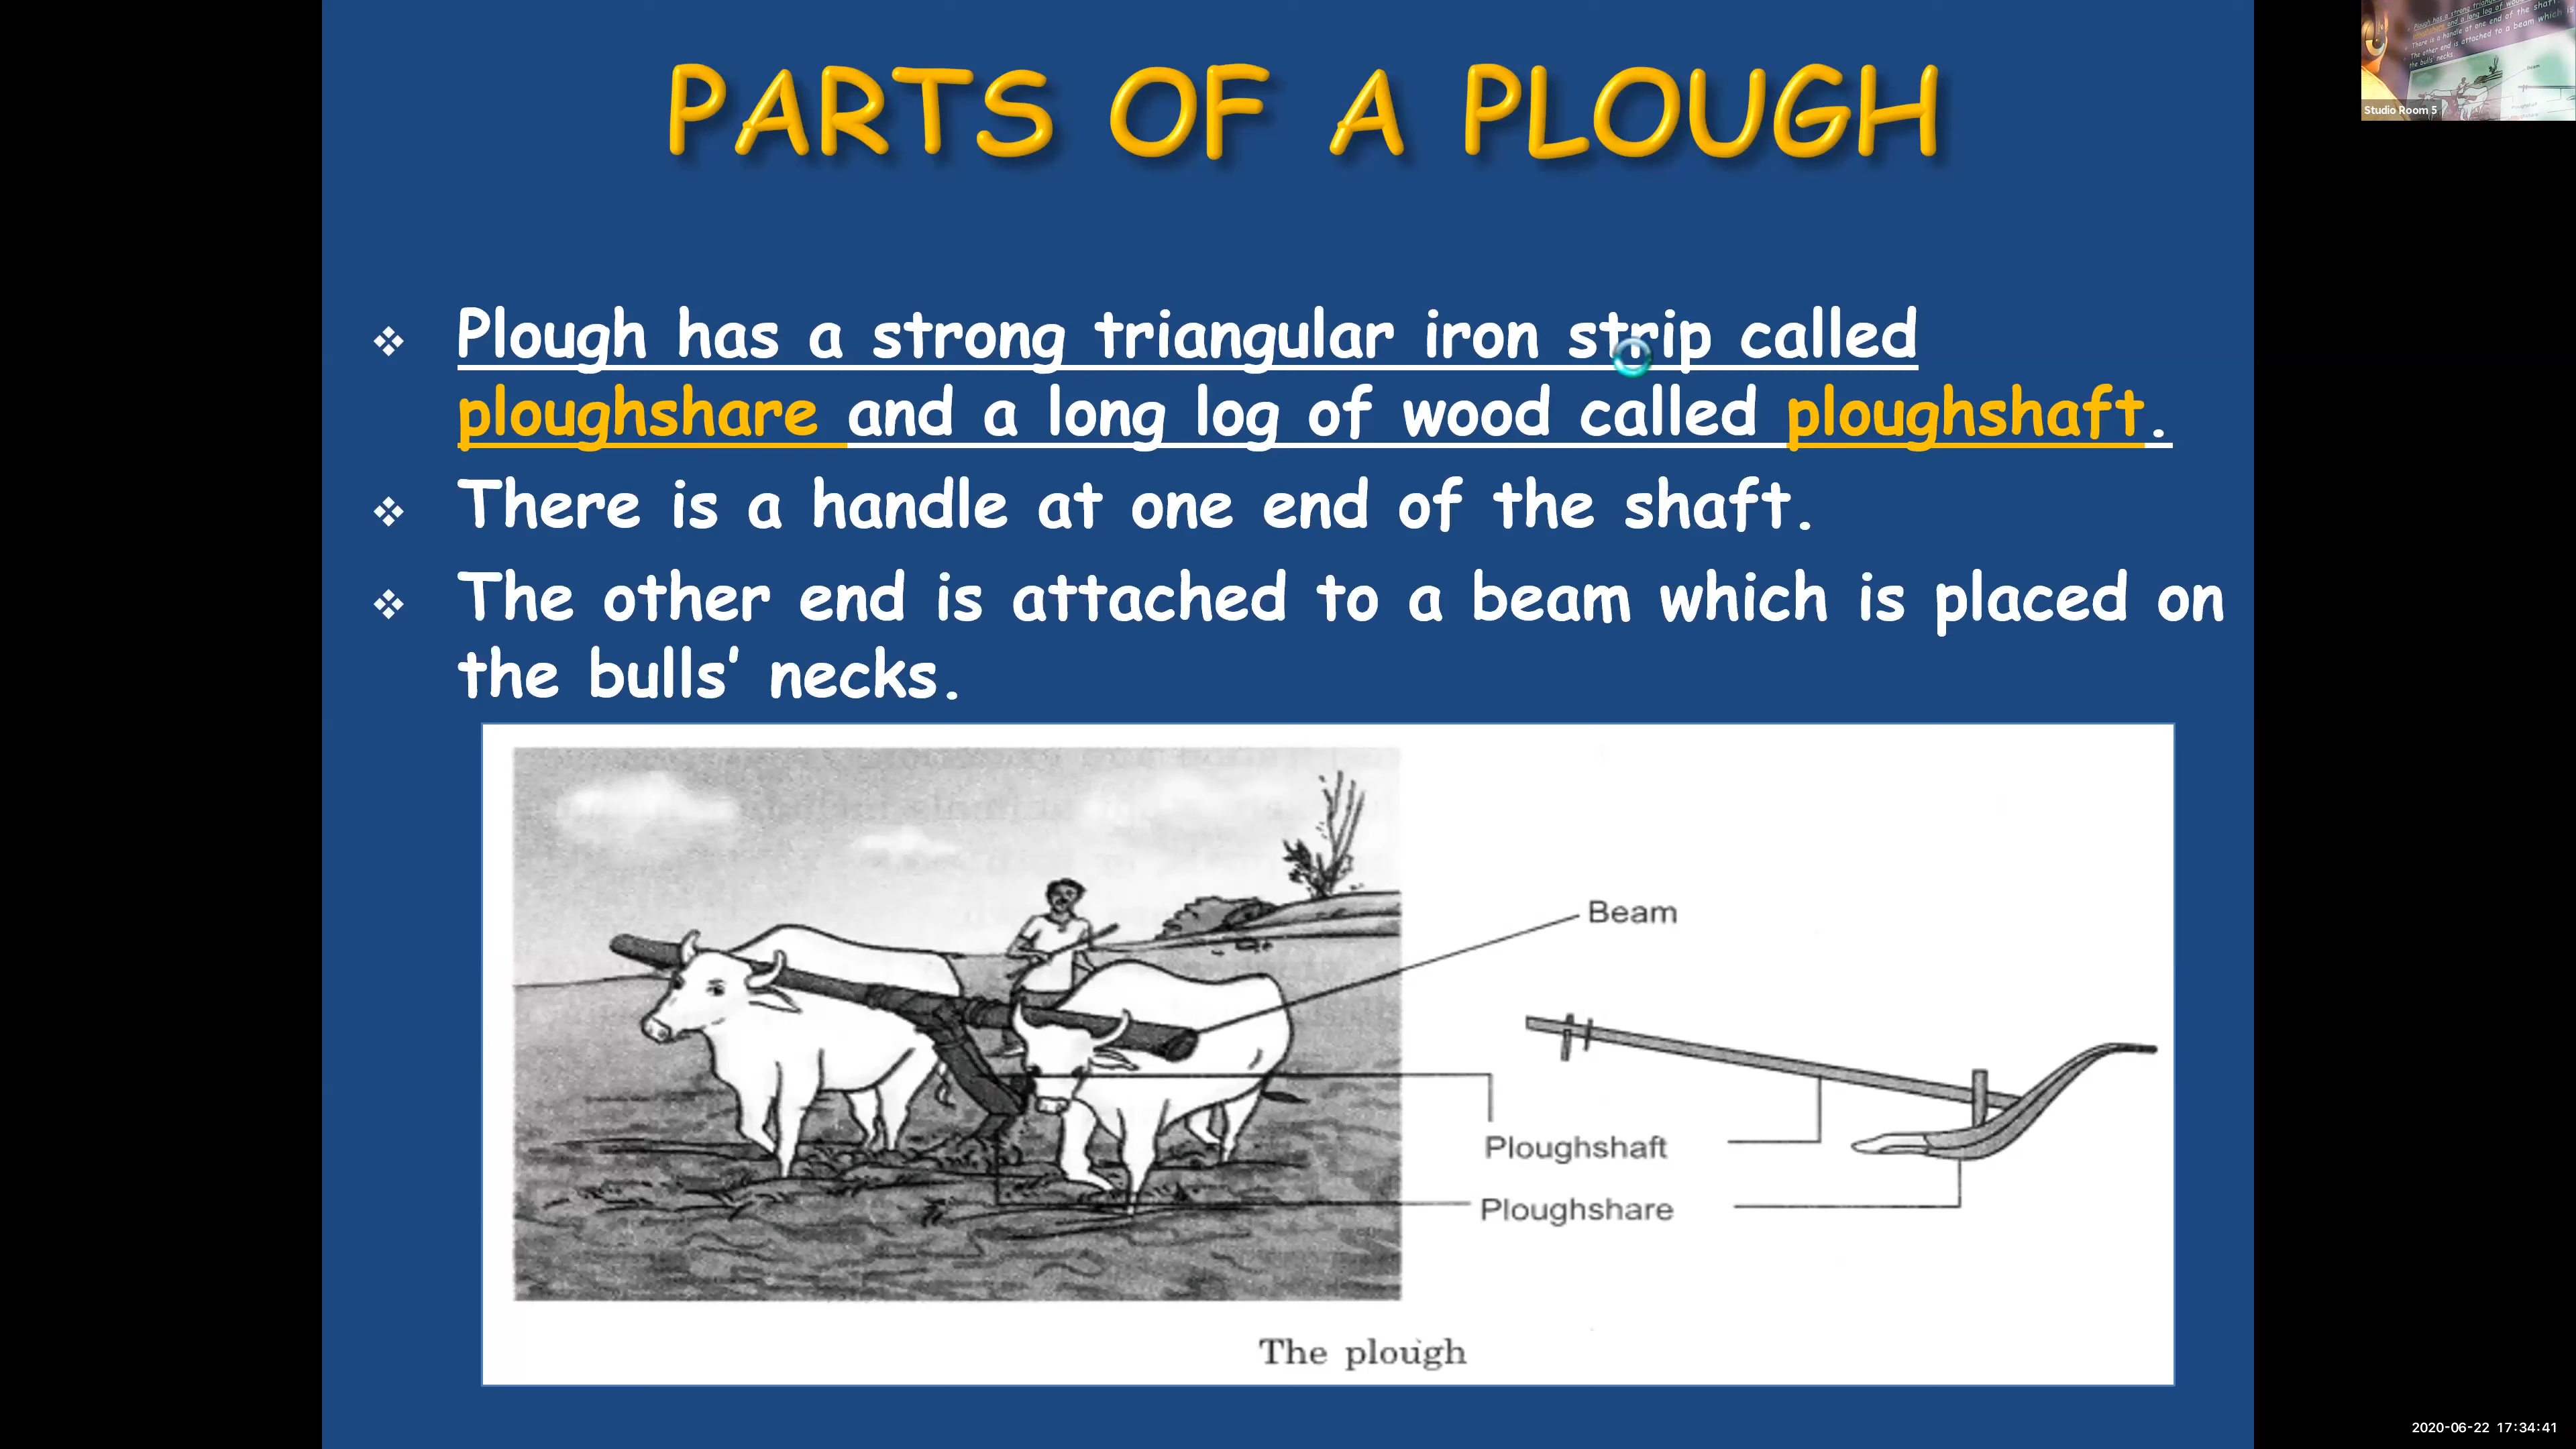 PARTS OF A PLOUGH
Plough has a strong triangular iron strip called
ploughshare and a long log of wood called ploughshaft.
There is a handle at one end of the shaft.
The other end is attached to a beam which is placed on
the bulls’ necks.
Beam
Ploughshaft
Ploughshare
The plough
Studio Room 5
2020-06-22 17:34:41